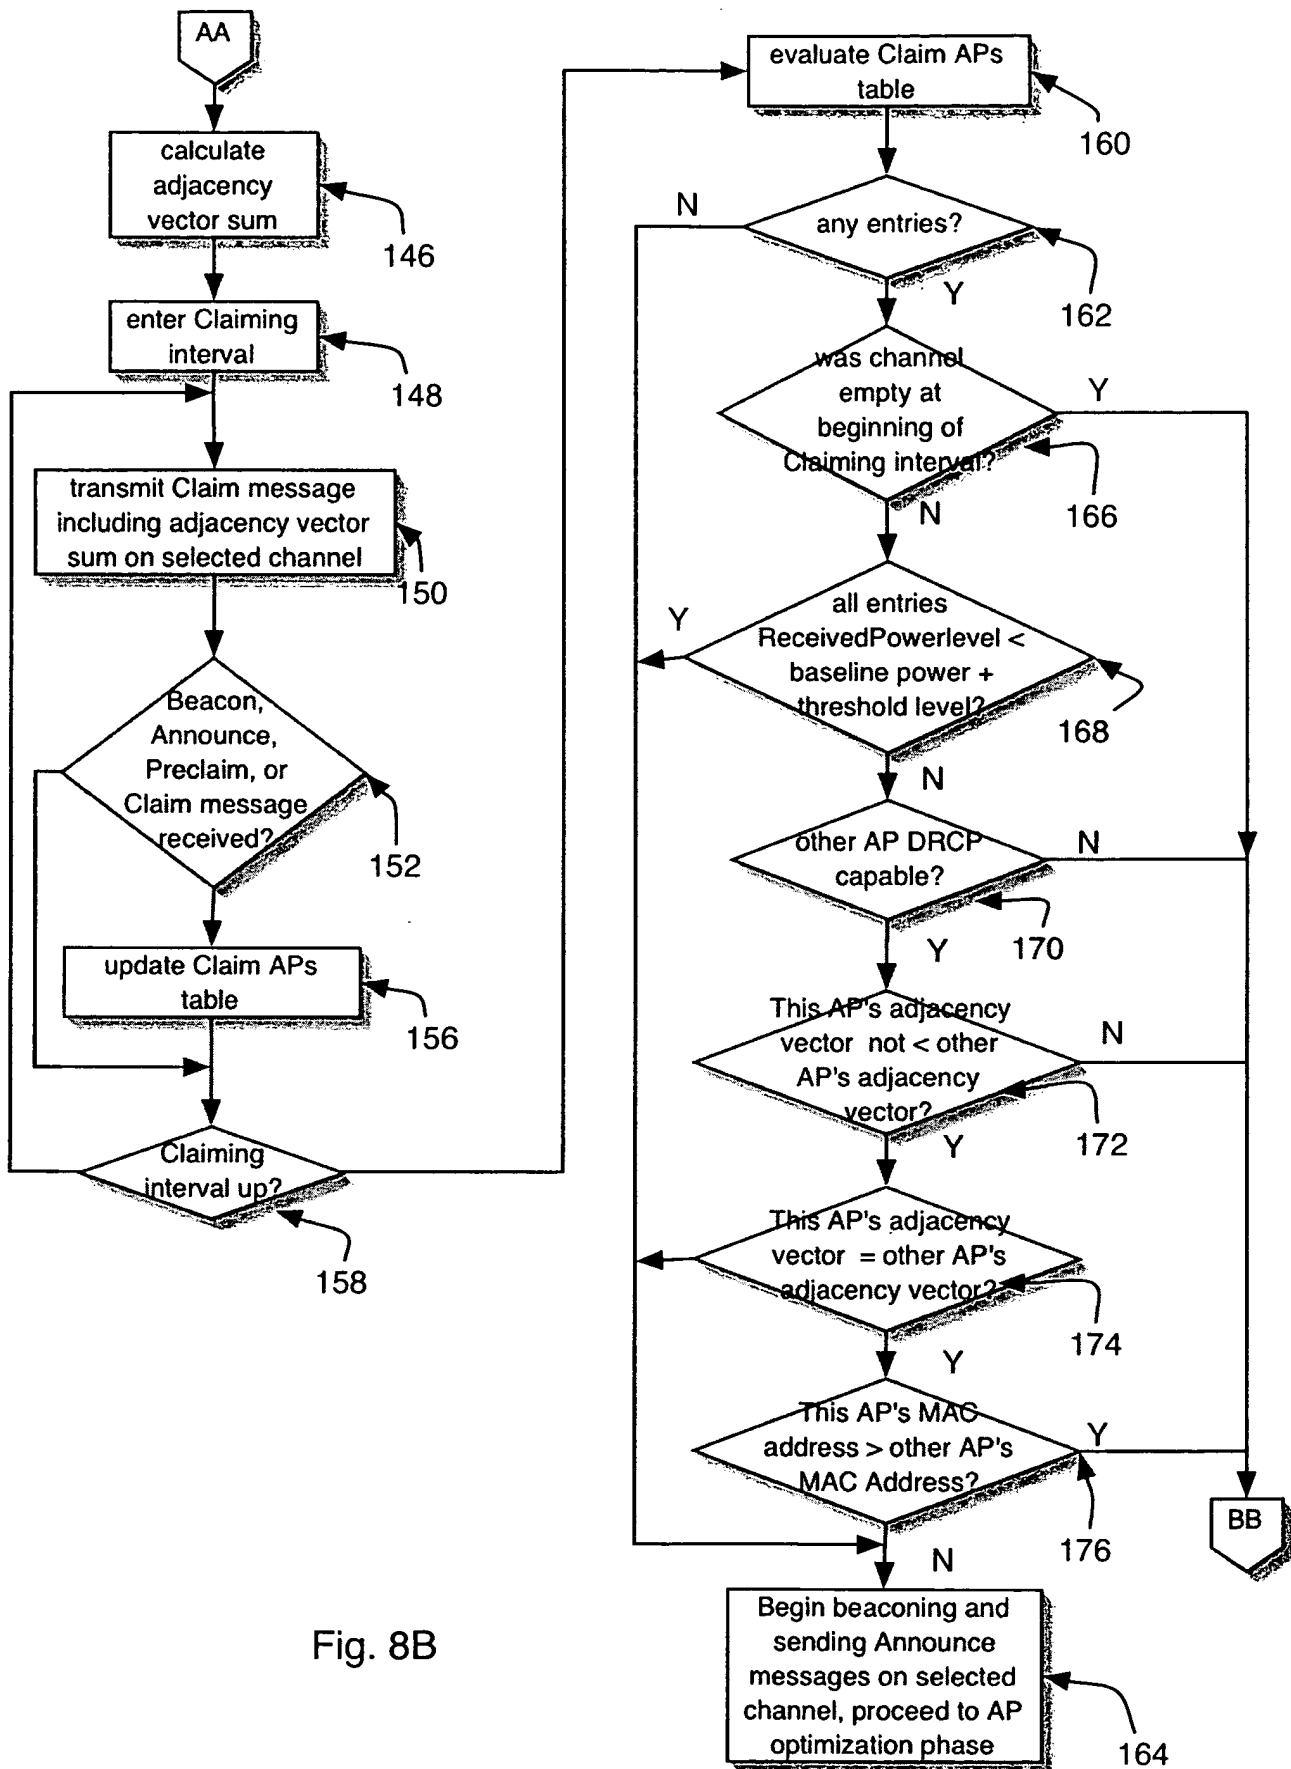 AA
calculate
adjacency
vector sum
146
enter Claiming
interval
148
transmit Claim message
including adjacency vector
sum on selected channel
150
Beacon,
Announce,
Preclaim, or
Claim message
received?
152
update Claim APs
table
156
Claiming
interval up?
158
evaluate Claim APs
table
160
any entries?
N
Y
162
was channel
empty at
beginning of
Claiming interval?
Y
N
166
all entries
ReceivedPowerlevel <
baseline power +
threshold level?
Y
N
168
other AP DRCP
capable?
N
Y
170
This AP's adjacency
vector not < other
AP's adjacency
vector?
N
Y
172
This AP's adjacency
vector = other AP's
adjacency vector?
Y
174
This AP's MAC
address > other AP's
MAC Address?
Y
N
176
BB
Begin beaconing and
sending Announce
messages on selected
channel, proceed to AP
optimization phase
164
Fig. 8B